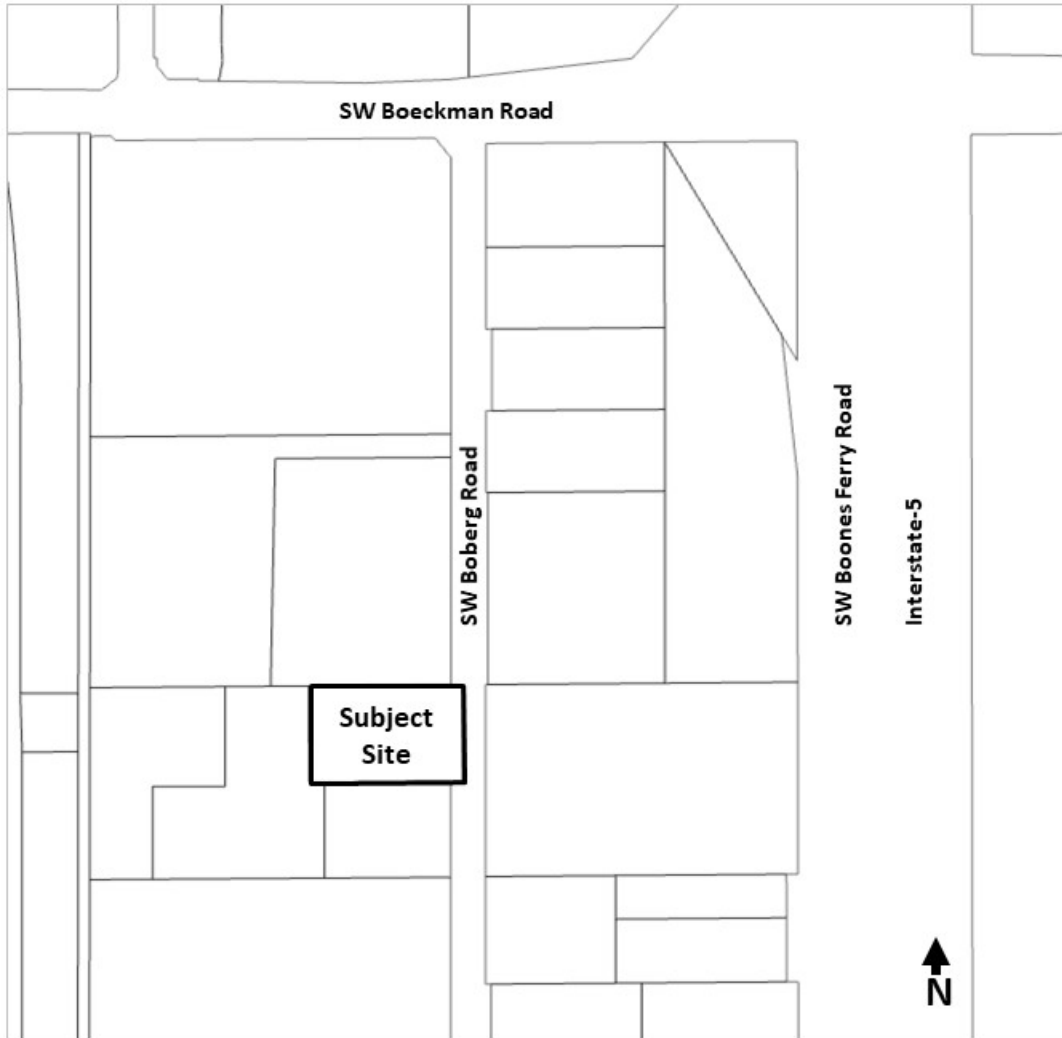 SW Boeckman Road
SW Boberg Road
SW Boones Ferry Road
Interstate-5
Subject
Site
N